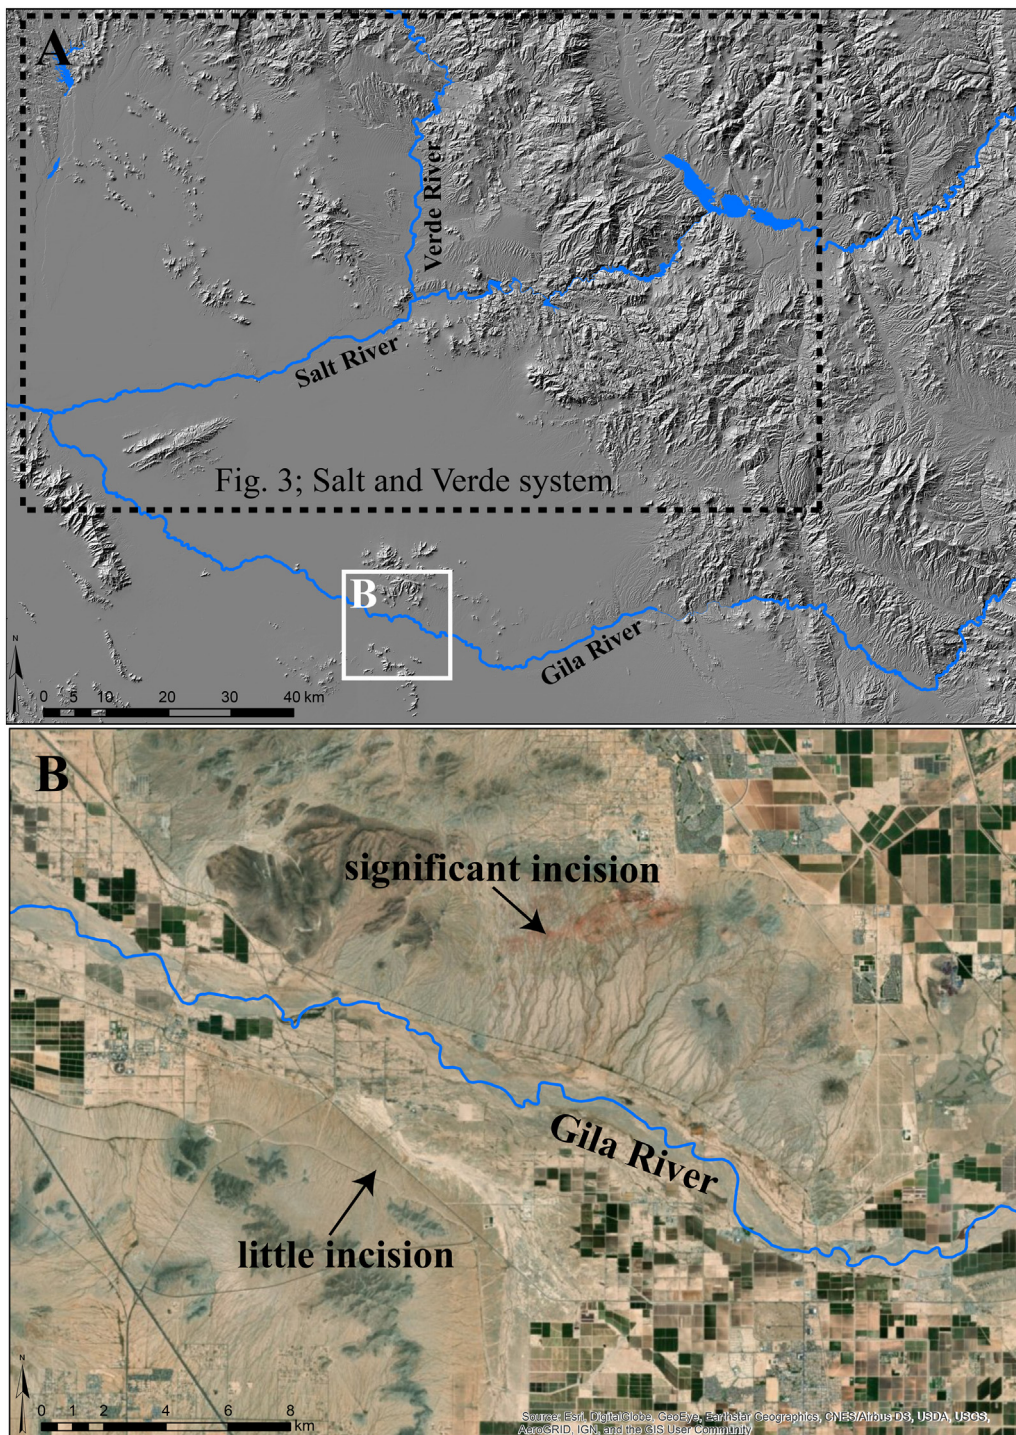 A
Verde River
Salt River
Fig. 3; Salt and Verde system
B
Gila River
N
0 5 10 20 30 40 km
B
significant incision
Gila River
little incision
N
0 1 2 4 6 8
km
Source: Esri, DigitalGlobe, GeoEye, Earthstar Geographics, CNES/Airbus DS, USDA, USGS,
AeroGRID, IGN, and the GIS User Community